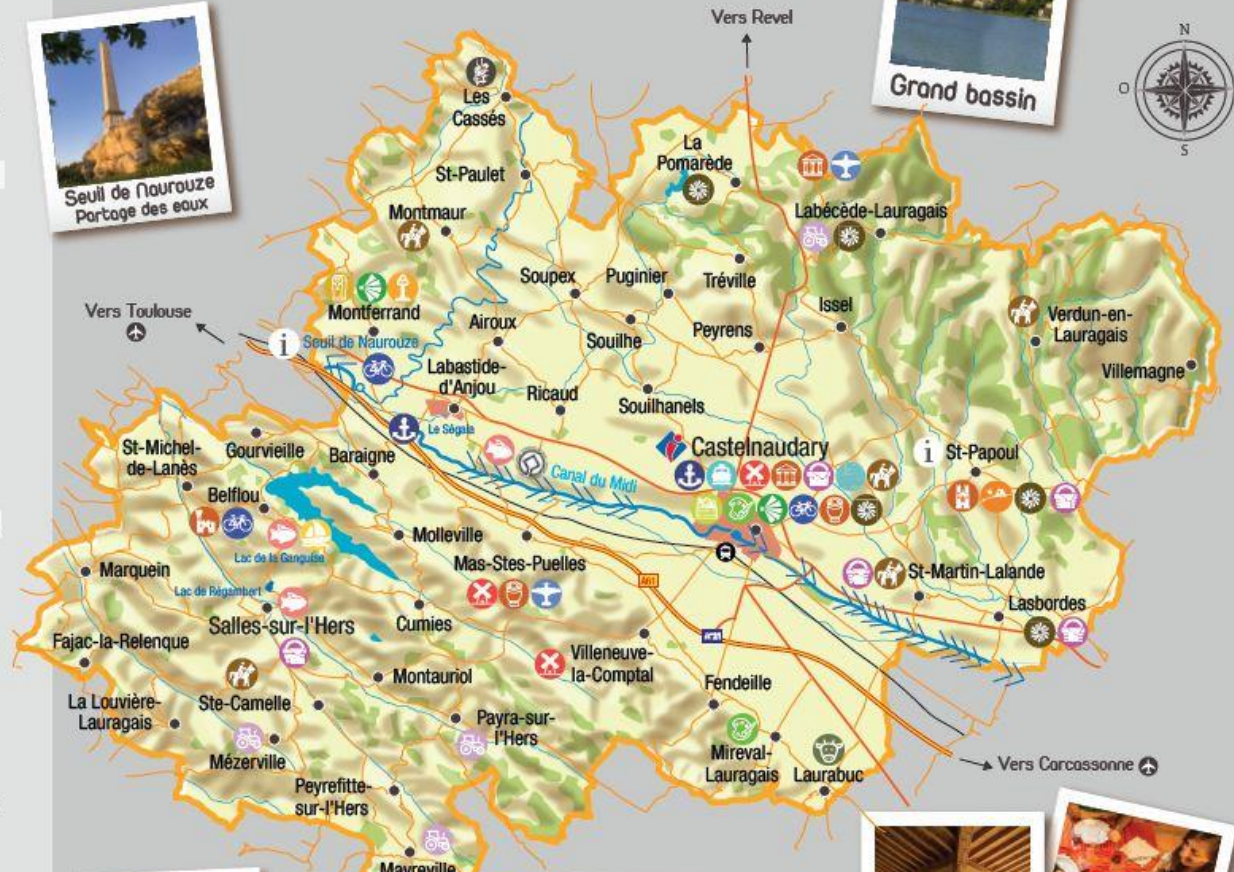 Vers Revel
N
O
S
Grand bassin
Seuil de Naurouze
Partage des eaux
Les
Cassés
La
Pomarède
St-Paulet
Montmaur
Labécède-Lauragais
Soupex
Puginier
Tréville
Vers Toulouse
Montferrand
Issel
Verdun-en-
Lauragais
i
Seuil de Naurouze
Airoux
Souilhe
Peyrens
Villemagne
Labastide-
d'Anjou
Ricaud
Souilhanels
Le Ségala
Castelnaudary
i
St-Papoul
St-Michel-
de-Lanès
Gourvieille
Baraigne
Canal du Midi
Belflou
Lac de la Ganguise
Molleville
Marquein
Mas-Stes-Puelles
A61
St-Martin-Lalande
Lac de Régambert
Lasbordes
Salles-sur-l'Hers
Cumies
Fajac-la-Relenque
Villeneuve-
la-Comptal
Montauriol
Fendeille
La Louvière-
Lauragais
Ste-Camelle
Payra-sur-
l'Hers
Mézerville
Mireval-
Lauragais
Laurabuc
Vers Carcassonne
Peyrefitte-
sur-l'Hers
Mayreville